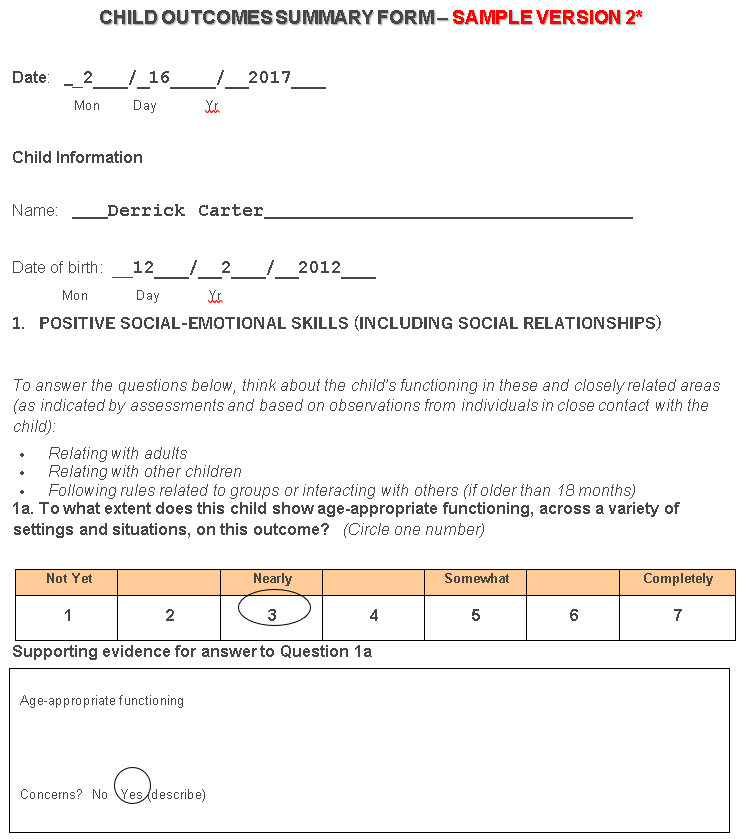 CHILD OUTCOMES SUMMARY FORM – SAMPLE VERSION 2*
Date: __2___/_16____/__2017___
Mon Day Yr
Child Information
Name: ___Derrick Carter_______________________________
Date of birth: __12___/__2___/__2012___
Mon Day Yr
1. POSITIVE SOCIAL-EMOTIONAL SKILLS (INCLUDING SOCIAL RELATIONSHIPS)
To answer the questions below, think about the child's functioning in these and closely related areas
(as indicated by assessments and based on observations from individuals in close contact with the
child):
• Relating with adults
• Relating with other children
• Following rules related to groups or interacting with others (if older than 18 months)
1a. To what extent does this child show age-appropriate functioning, across a variety of
settings and situations, on this outcome? (Circle one number)
Not Yet Nearly Somewhat Completely
1 2 3 4 5 6 7
Supporting evidence for answer to Question 1a
Age-appropriate functioning
Concerns? No Yes (describe)